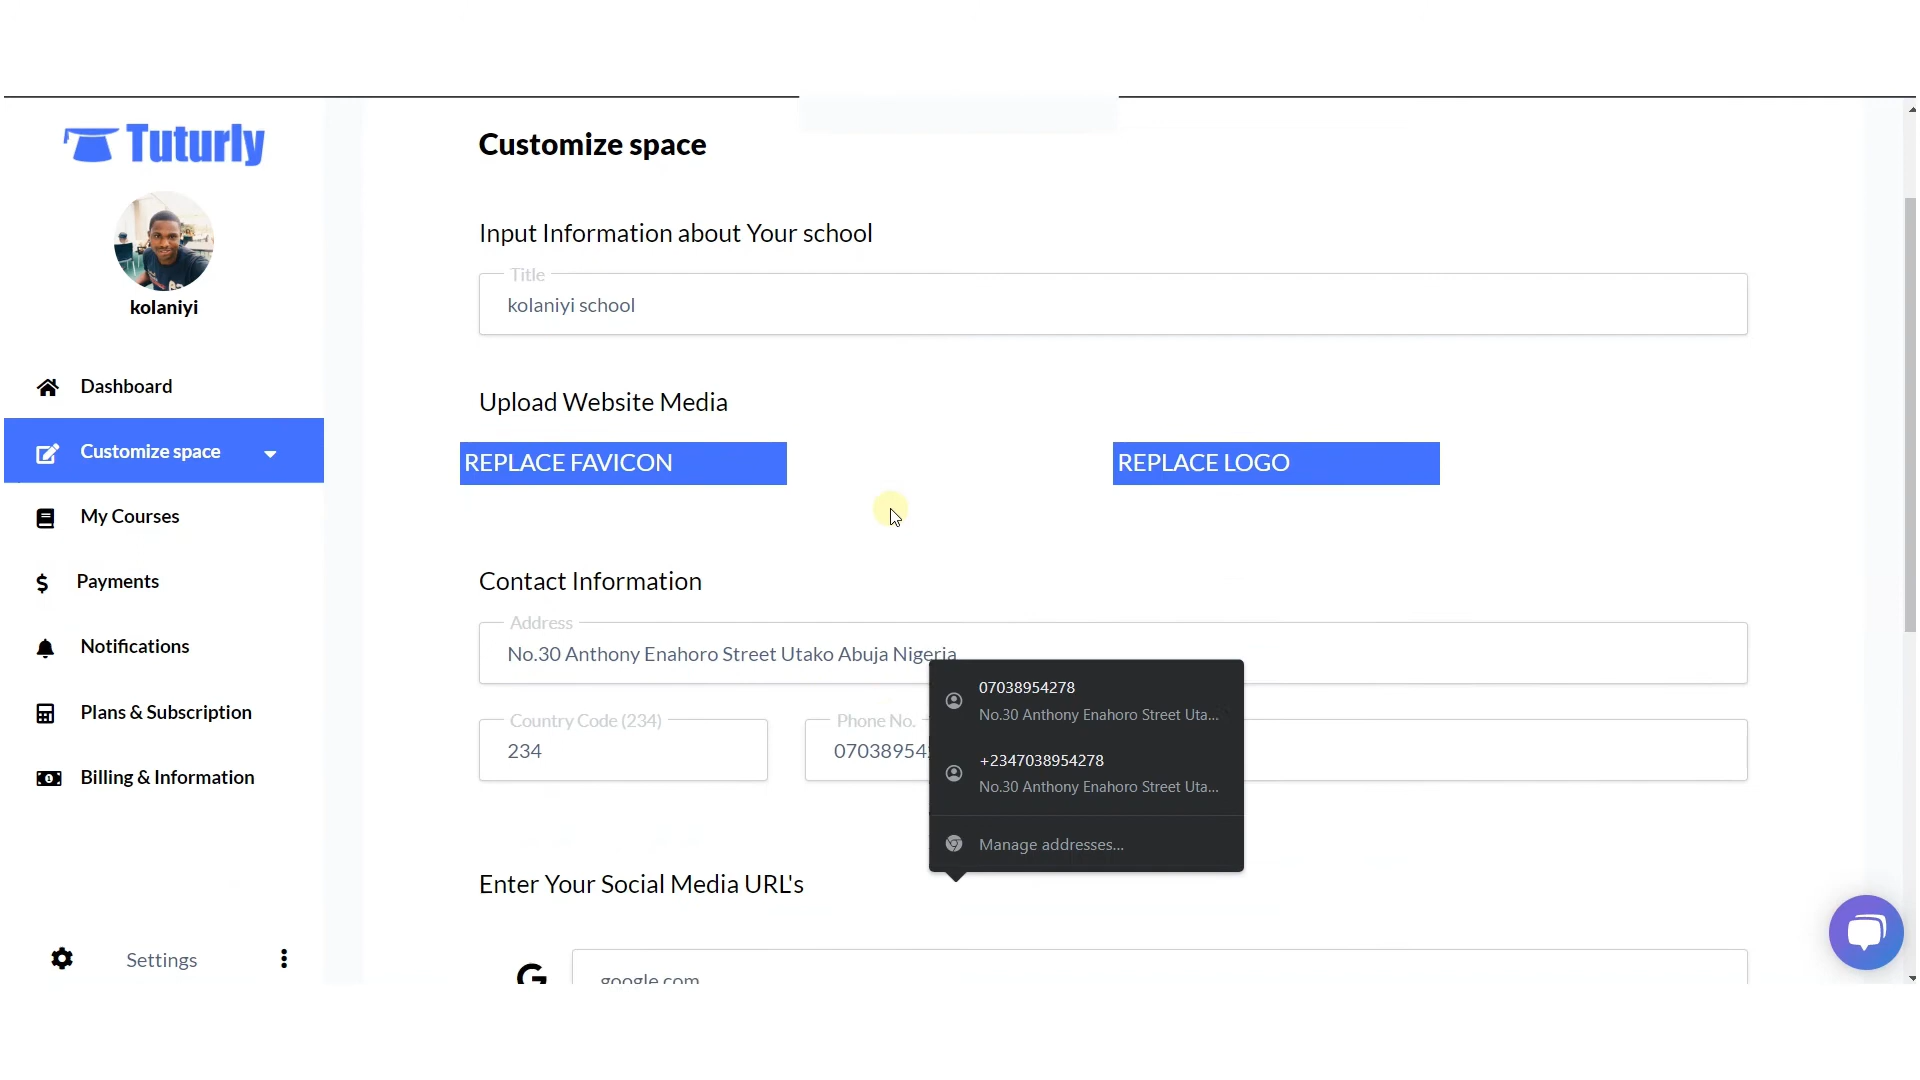 Tuturly
kolaniyi
Dashboard
Customize space
My Courses
Payments
Notifications
Plans & Subscription
Billing & Information
Settings
Customize space
Input Information about Your school
Title
kolaniyi school
Upload Website Media
REPLACE FAVICON
REPLACE LOGO
Contact Information
Address
No.30 Anthony Enahoro Street Utako Abuja Nigeria
Country Code (234)
234
Phone No.
07038954
07038954278
No.30 Anthony Enahoro Street Uta...
+2347038954278
No.30 Anthony Enahoro Street Uta...
Manage addresses...
Enter Your Social Media URL's
google.com